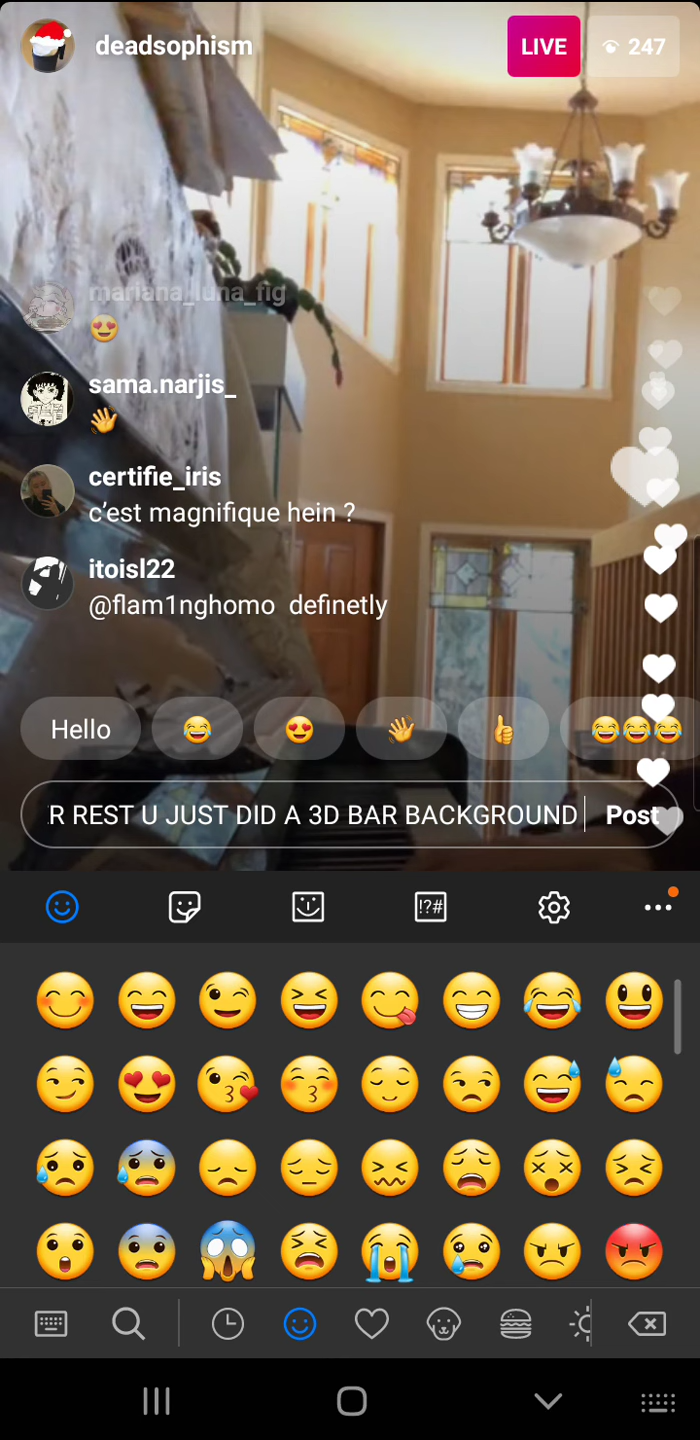 deadsophism
LIVE
247
mariana_luna_fig
😍
sama.narjis_
👋
certifie_iris
c'est magnifique hein ?
itoisl22
@flam1nghomo definetly
Hello
😂
😍
👋
👍
😂😂😂
R REST U JUST DID A 3D BAR BACKGROUND
Post
!?#